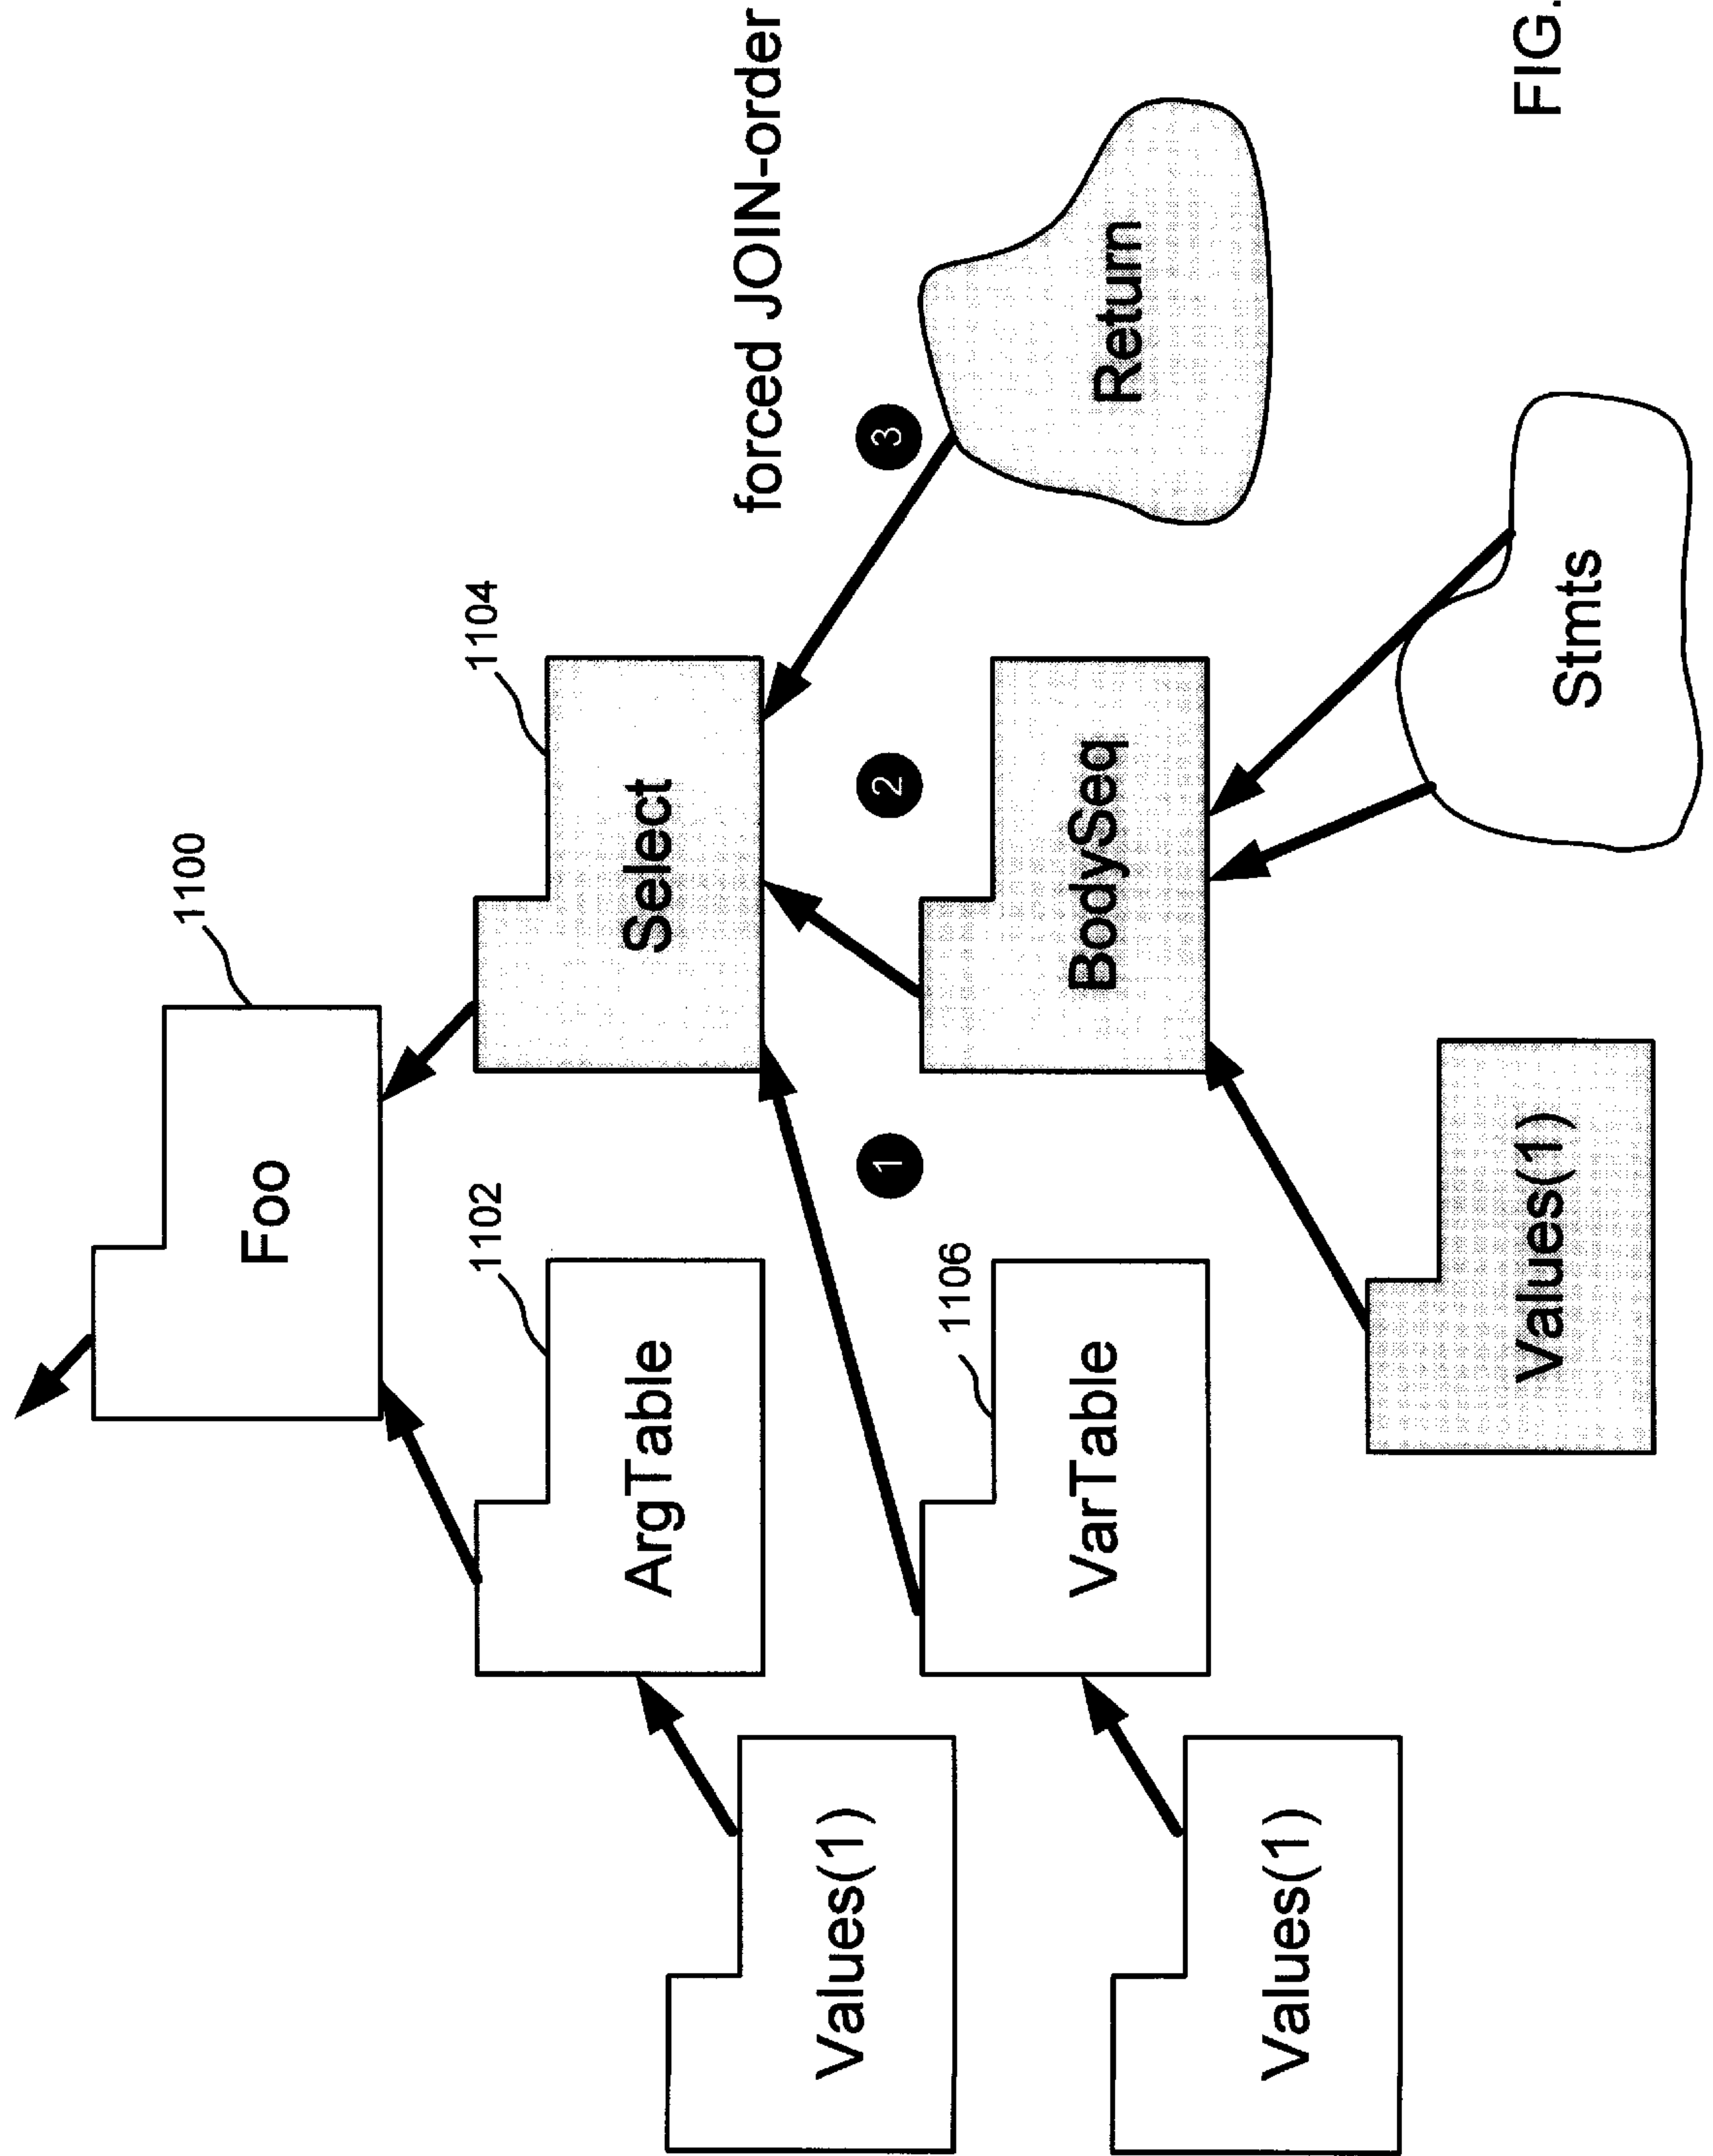 1100
Foo
1102
1104
ArgTable
Select
forced JOIN-order
Values(1)
1
2
3
1106
VarTable
BodySeq
Return
Values(1)
Values(1)
Stmts
FIG.